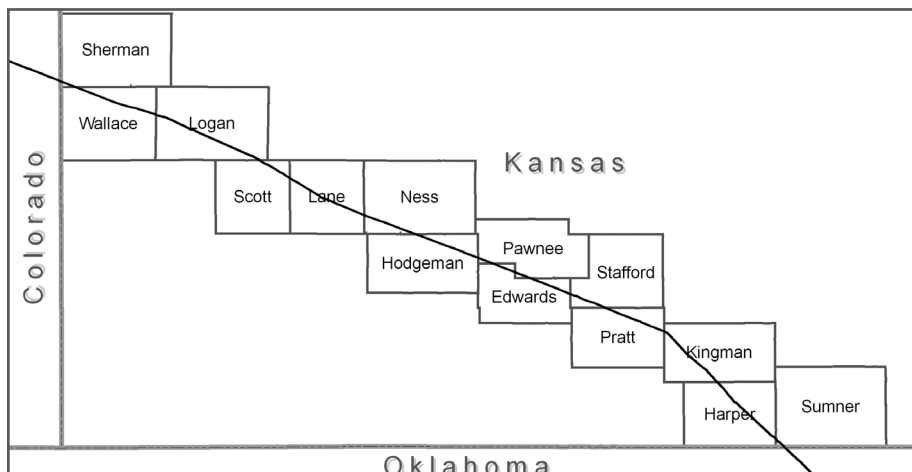 Sherman
Wallace
Logan
Kansas
Colorado
Scott
Lane
Ness
Pawnee
Hodgeman
Stafford
Edwards
Pratt
Kingman
Harper
Sumner
Oklahoma